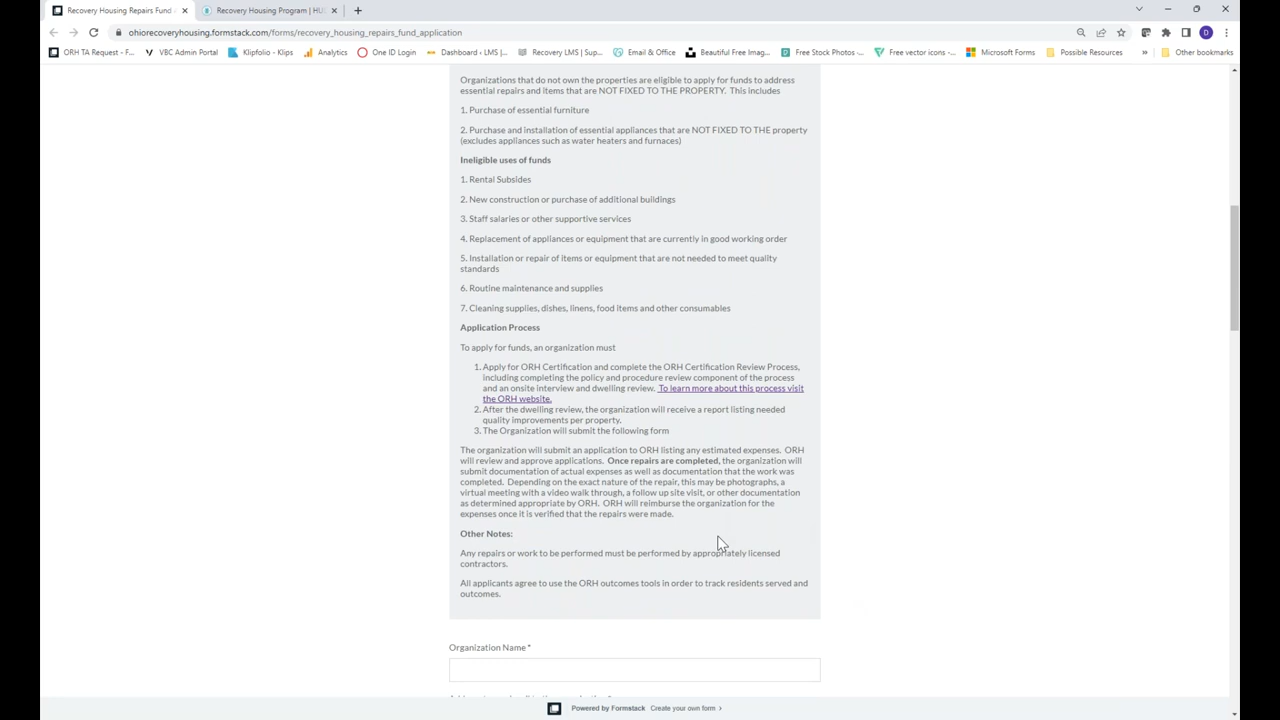 Recovery Housing Repairs Fund
Recovery Housing Program | HU
ohiorecoveryhousing.formstack.com/forms/recovery_housing_repairs_fund_application
ORH TA Request - F...
VBC Admin Portal
Klipfolio - Klips
Analytics
One ID Login
Dashboard ‹ LMS |...
Recovery LMS | Sup...
Email & Office
Beautiful Free Imag...
Free Stock Photos -...
Free vector icons -...
Microsoft Forms
Possible Resources
»
Other bookmarks
Organizations that do not own the properties are eligible to apply for funds to address
essential repairs and items that are NOT FIXED TO THE PROPERTY. This includes
1. Purchase of essential furniture
2. Purchase and installation of essential appliances that are NOT FIXED TO THE property
(excludes appliances such as water heaters and furnaces)
Ineligible uses of funds
1. Rental Subsides
2. New construction or purchase of additional buildings
3. Staff salaries or other supportive services
4. Replacement of appliances or equipment that are currently in good working order
5. Installation or repair of items or equipment that are not needed to meet quality
standards
6. Routine maintenance and supplies
7. Cleaning supplies, dishes, linens, food items and other consumables
Application Process
To apply for funds, an organization must
1. Apply for ORH Certification and complete the ORH Certification Review Process,
including completing the policy and procedure review component of the process
and an onsite interview and dwelling review. To learn more about this process visit
the ORH website.
2. After the dwelling review, the organization will receive a report listing needed
quality improvements per property.
3. The Organization will submit the following form
The organization will submit an application to ORH listing any estimated expenses. ORH
will review and approve applications. Once repairs are completed, the organization will
submit documentation of actual expenses as well as documentation that the work was
completed. Depending on the exact nature of the repair, this may be photographs, a
virtual meeting with a video walk through, a follow up site visit, or other documentation
as determined appropriate by ORH. ORH will reimburse the organization for the
expenses once it is verified that the repairs were made.
Other Notes:
Any repairs or work to be performed must be performed by appropriately licensed
contractors.
All applicants agree to use the ORH outcomes tools in order to track residents served and
outcomes.
Organization Name *
Powered by Formstack Create your own form ›